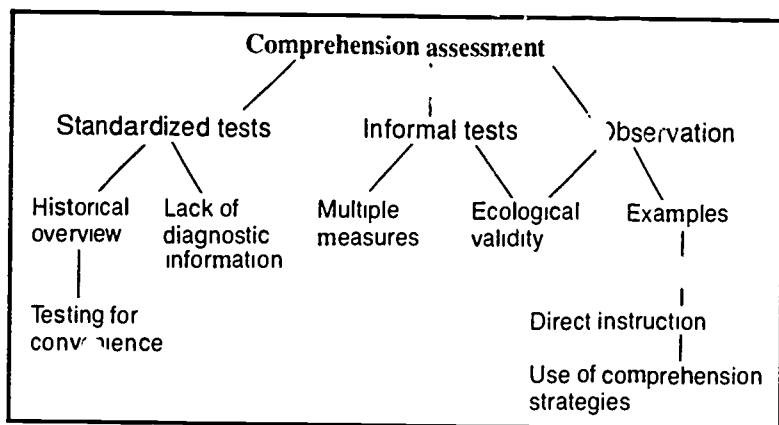 Comprehension assessment
Standardized tests
Informal tests
Observation
Historical
overview
Lack of
diagnostic
information
Multiple
measures
Ecological
validity
Examples
Testing for
convenience
Direct instruction
Use of comprehension
strategies